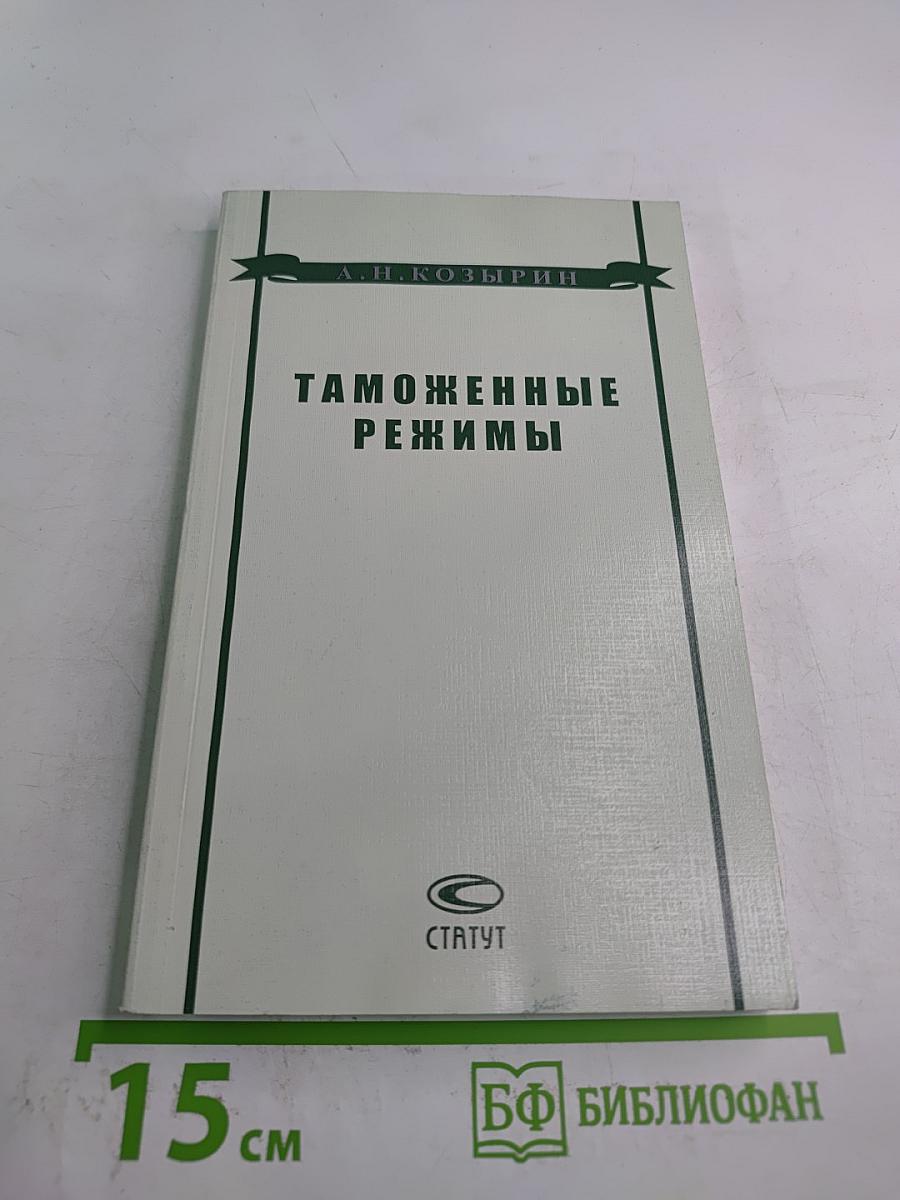 А.Н.КОЗЫРИН
ТАМОЖЕННЫЕ
РЕЖИМЫ
СТАТУТ
15 см
БФ БИБЛИОФАН